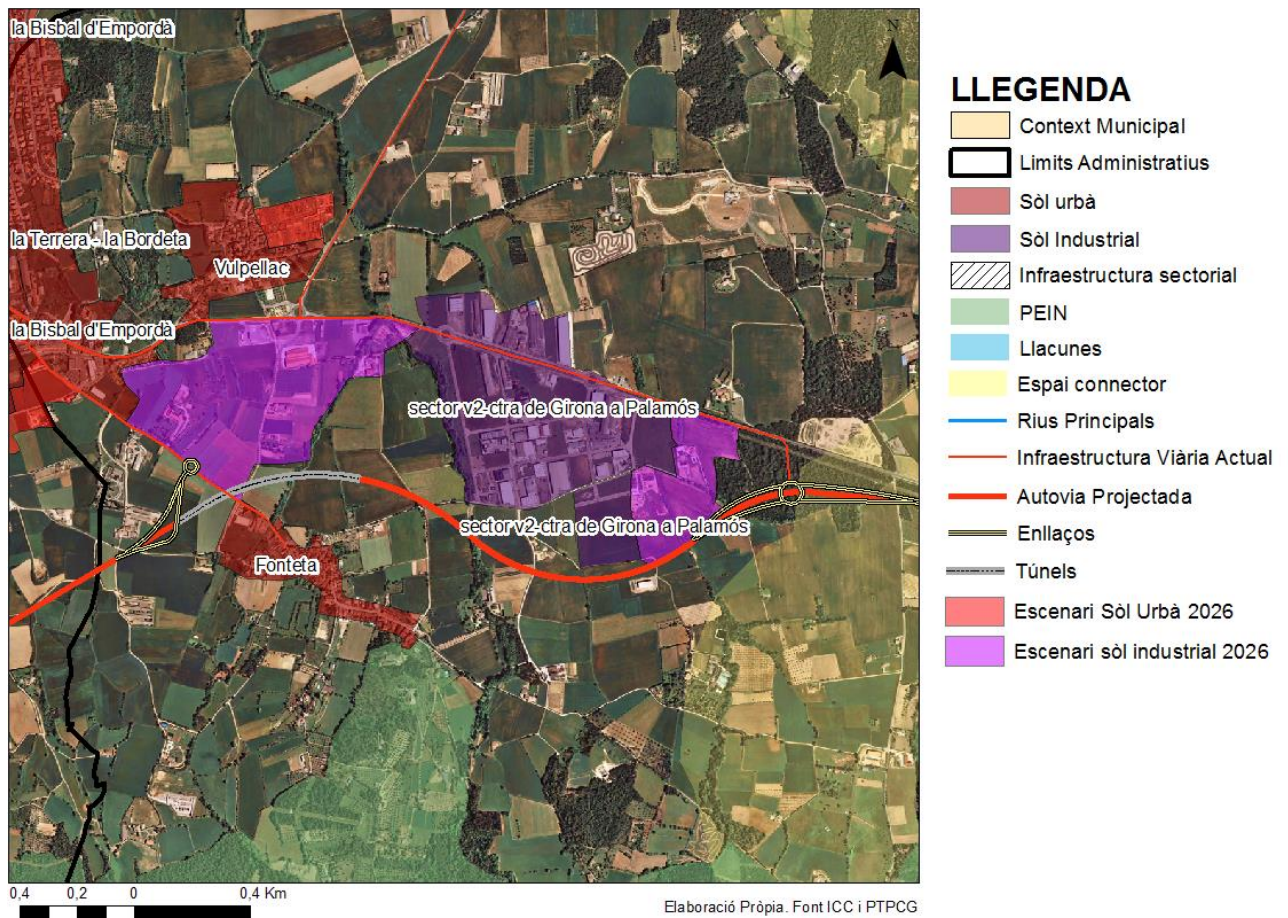 la Bisbal d'Empordà
N
la Terrera - la Bordeta
Vulpellac
la Bisbal d'Empordà
sector v2-ctra de Girona a Palamós
sector v2-ctra de Girona a Palamós
Fonteta
0,4 0,2 0 0,4 Km
Elaboració Pròpia. Font ICC i PTPCG
LLEGENDA
Context Municipal
Limits Administratius
Sòl urbà
Sòl Industrial
Infraestructura sectorial
PEIN
Llacunes
Espai connector
Rius Principals
Infraestructura Viària Actual
Autovia Projectada
Enllaços
Túnels
Escenari Sòl Urbà 2026
Escenari sòl industrial 2026